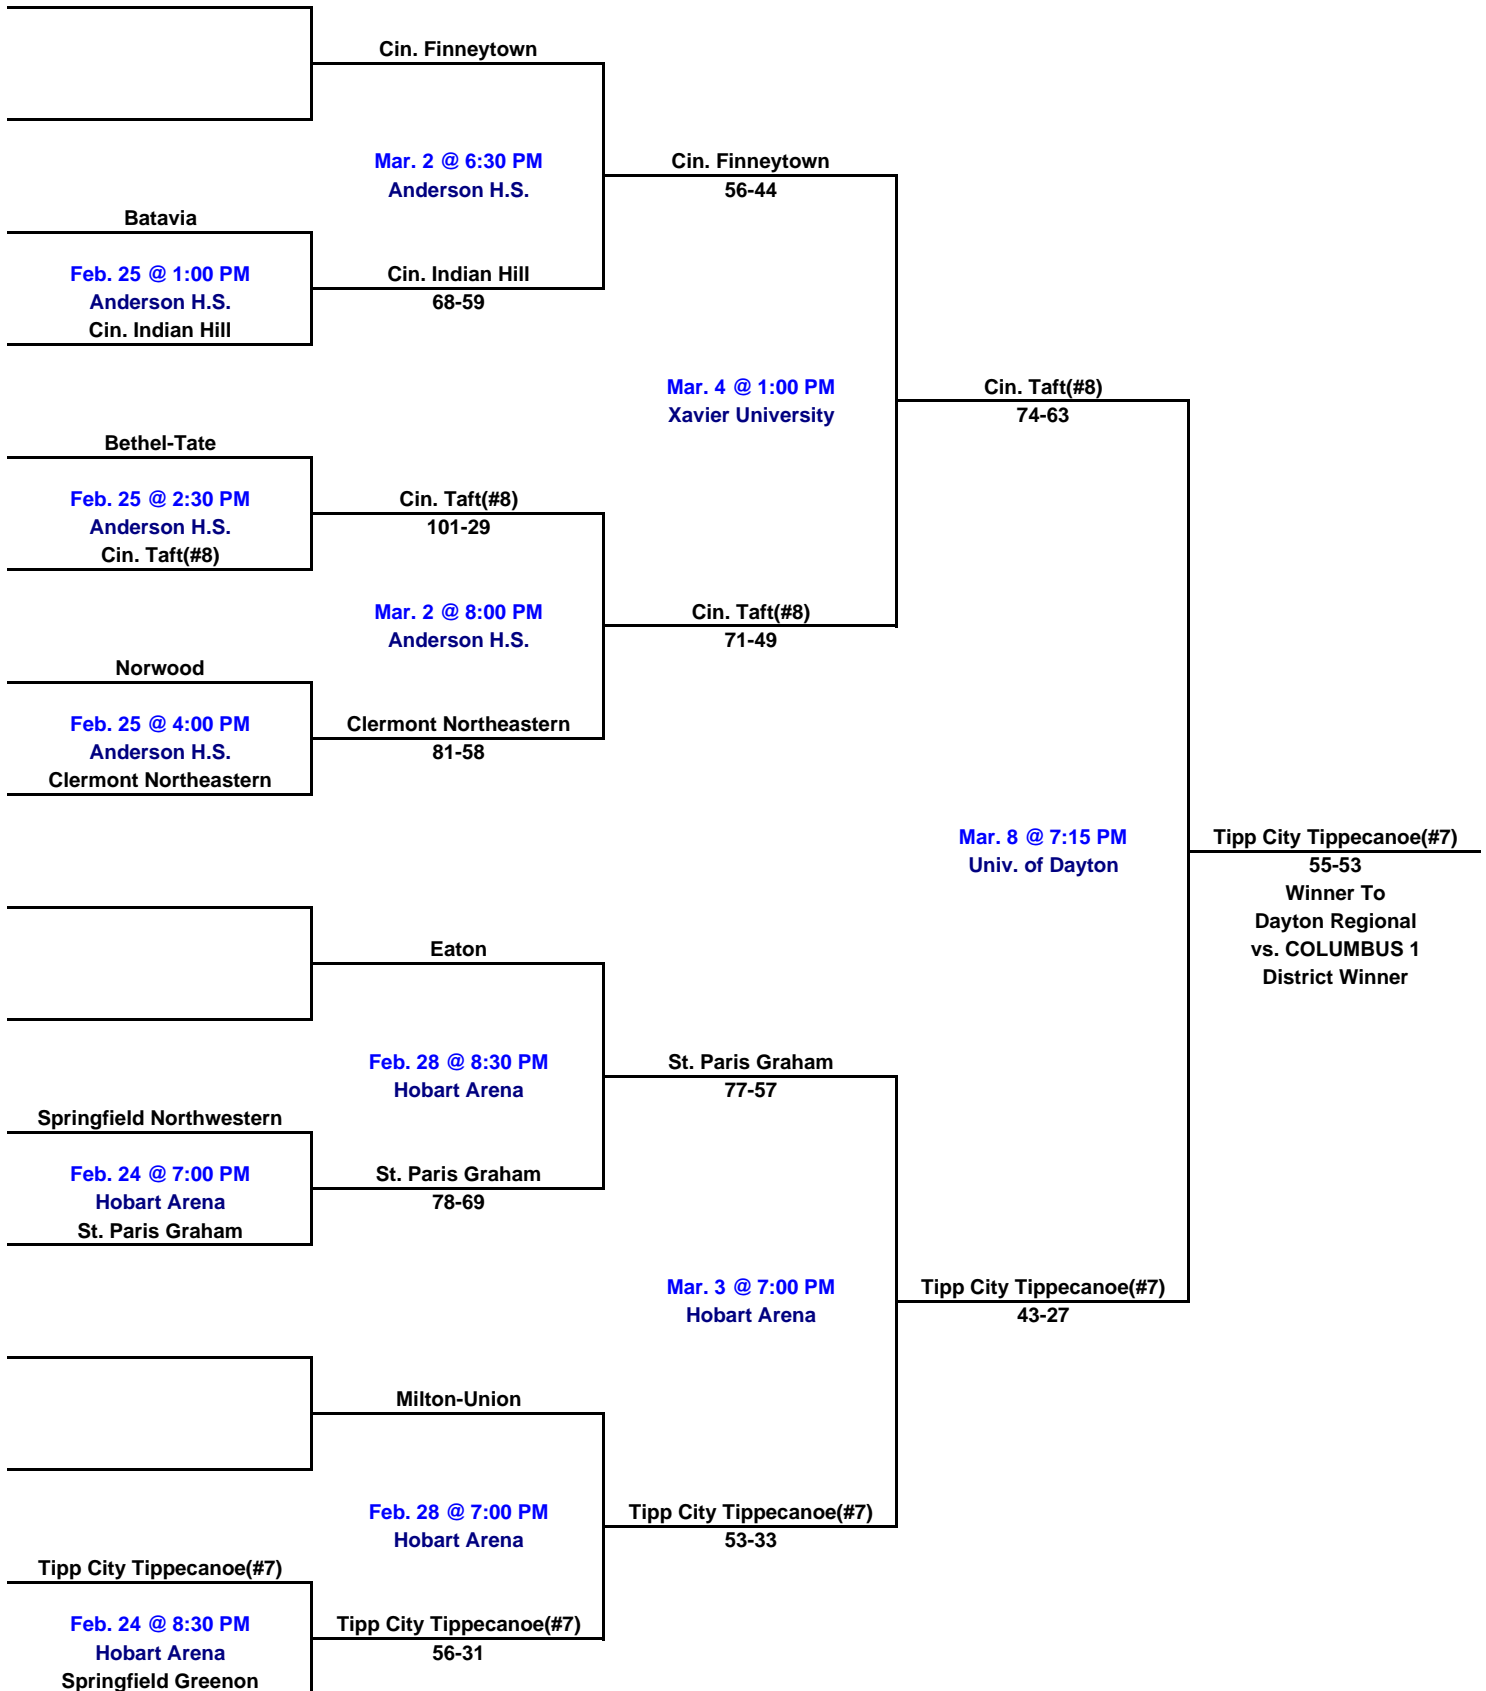 Cin. Finneytown
Mar. 2 @ 6:30 PM
Anderson H.S.
Cin. Finneytown
56-44
Batavia
Feb. 25 @ 1:00 PM
Anderson H.S.
Cin. Indian Hill
Cin. Indian Hill
68-59
Mar. 4 @ 1:00 PM
Xavier University
Cin. Taft(#8)
74-63
Bethel-Tate
Feb. 25 @ 2:30 PM
Anderson H.S.
Cin. Taft(#8)
Cin. Taft(#8)
101-29
Mar. 2 @ 8:00 PM
Anderson H.S.
Cin. Taft(#8)
71-49
Norwood
Feb. 25 @ 4:00 PM
Anderson H.S.
Clermont Northeastern
Clermont Northeastern
81-58
Mar. 8 @ 7:15 PM
Univ. of Dayton
Tipp City Tippecanoe(#7)
55-53
Winner To
Dayton Regional
vs. COLUMBUS 1
District Winner
Eaton
Feb. 28 @ 8:30 PM
Hobart Arena
St. Paris Graham
77-57
Springfield Northwestern
Feb. 24 @ 7:00 PM
Hobart Arena
St. Paris Graham
St. Paris Graham
78-69
Mar. 3 @ 7:00 PM
Hobart Arena
Tipp City Tippecanoe(#7)
43-27
Milton-Union
Feb. 28 @ 7:00 PM
Hobart Arena
Tipp City Tippecanoe(#7)
53-33
Tipp City Tippecanoe(#7)
Feb. 24 @ 8:30 PM
Hobart Arena
Springfield Greenon
Tipp City Tippecanoe(#7)
56-31